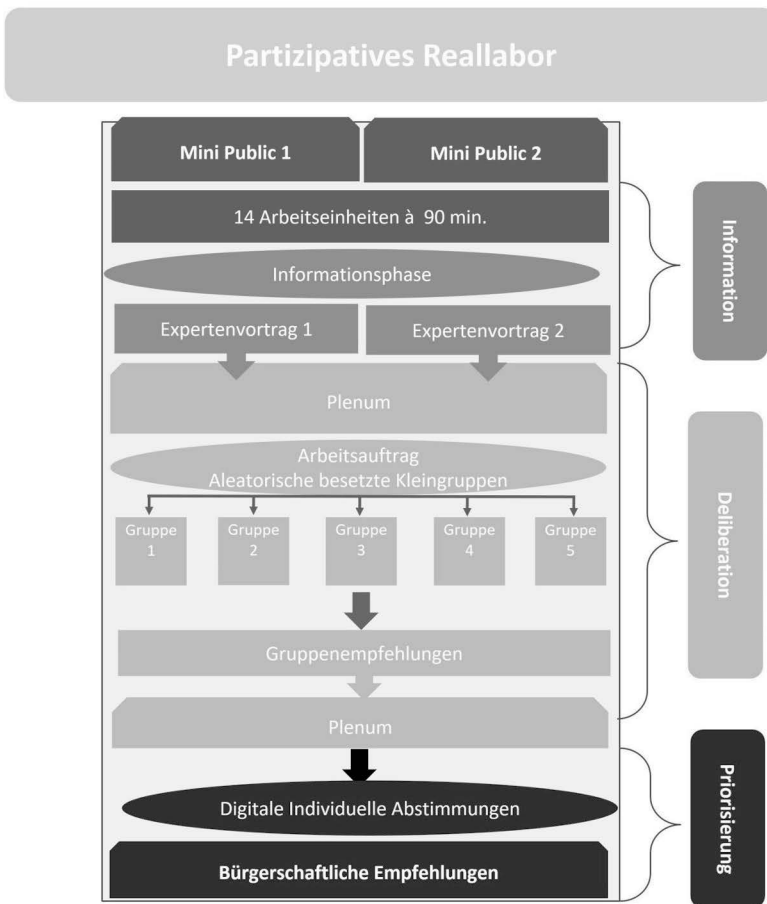 Partizipatives Reallabor
Mini Public 1
Mini Public 2
14 Arbeitseinheiten à 90 min.
Informationsphase
Expertenvortrag 1
Expertenvortrag 2
Information
Plenum
Arbeitsauftrag
Aleatorische besetzte Kleingruppen
Gruppe
1
Gruppe
2
Gruppe
3
Gruppe
4
Gruppe
5
Gruppenempfehlungen
Plenum
Deliberation
Digitale Individuelle Abstimmungen
Bürgerschaftliche Empfehlungen
Priorisierung